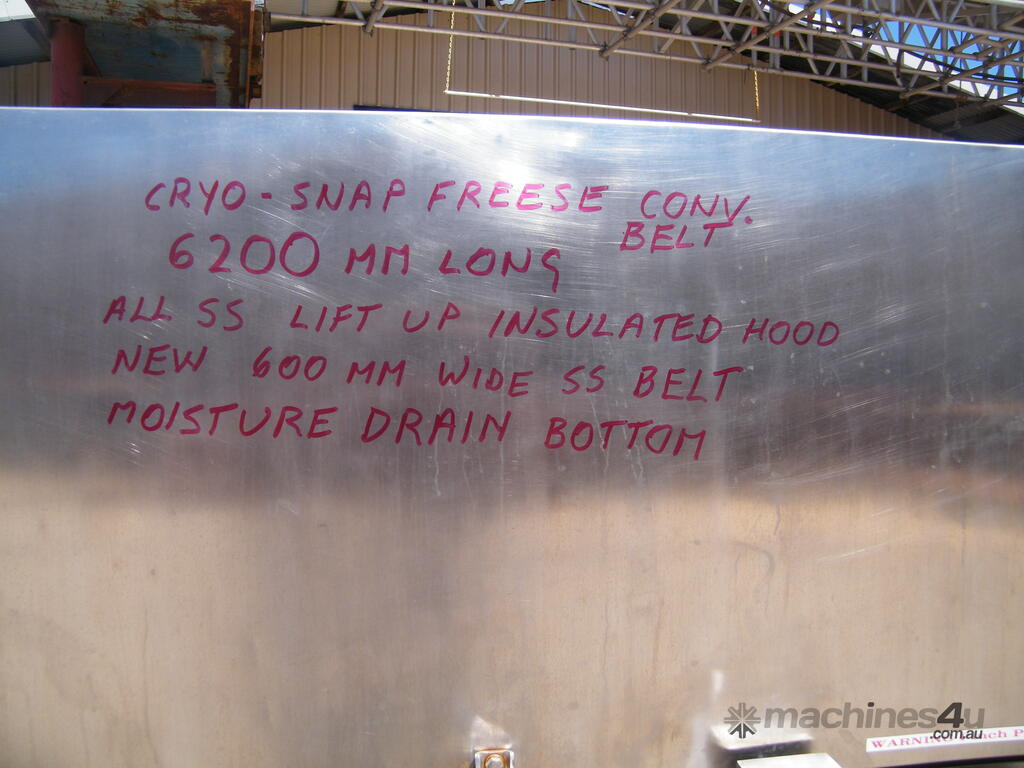 CRYO - SNAP FREESE CONV. BELT
6200 MM LONG
ALL SS LIFT UP INSULATED HOOD
NEW 600 MM WIDE SS BELT
MOISTURE DRAIN BOTTOM
machines4u
.com.au
WARNING